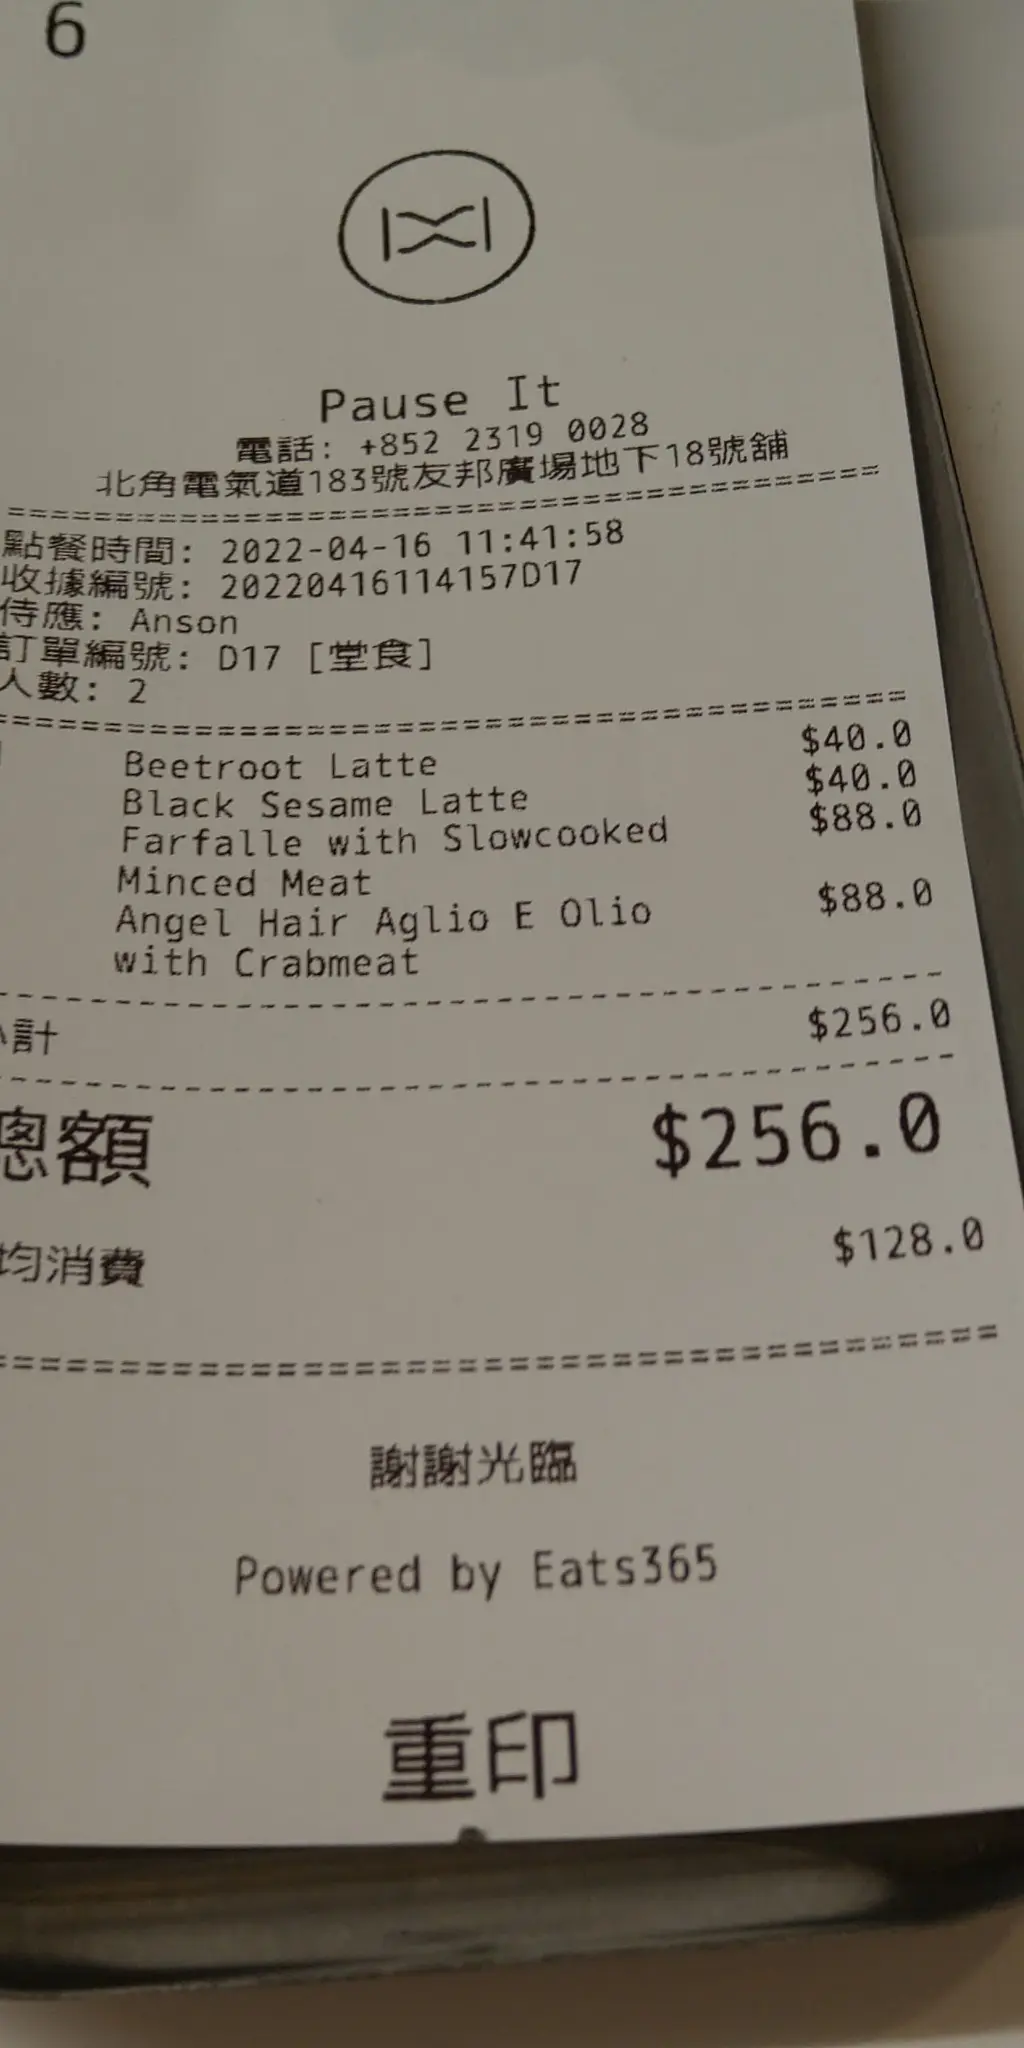 6
Pause It
電話: +852 2319 0028
北角電氣道183號友邦廣場地下18號舖
點餐時間: 2022-04-16 11:41:58
收據編號: 20220416114157D17
侍應: Anson
訂單編號: D17 [堂食]
人數: 2
Beetroot Latte $40.0
Black Sesame Latte $40.0
Farfalle with Slowcooked $88.0
Minced Meat
Angel Hair Aglio E Olio $88.0
with Crabmeat
小計 $256.0
總額 $256.0
均消費 $128.0
謝謝光臨
Powered by Eats365
重印